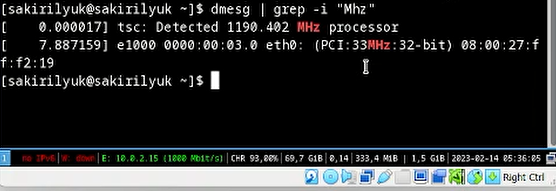 [sakirilyuk@sakirilyuk ~]$ dmesg | grep -i "Mhz"
[    0.000017] tsc: Detected 1190.402 MHz processor
[    7.887159] e1000 0000:00:03.0 eth0: (PCI:33MHz:32-bit) 08:00:27:f
f:f2:19
[sakirilyuk@sakirilyuk ~]$
1 no IPv6 W: down E: 10.0.2.15 (1000 Mbit/s) CHR 93,00% 69,7 GiB 0,14 333,4 MiB | 1,5 GiB 2023-02-14 05:36:05
Right Ctrl